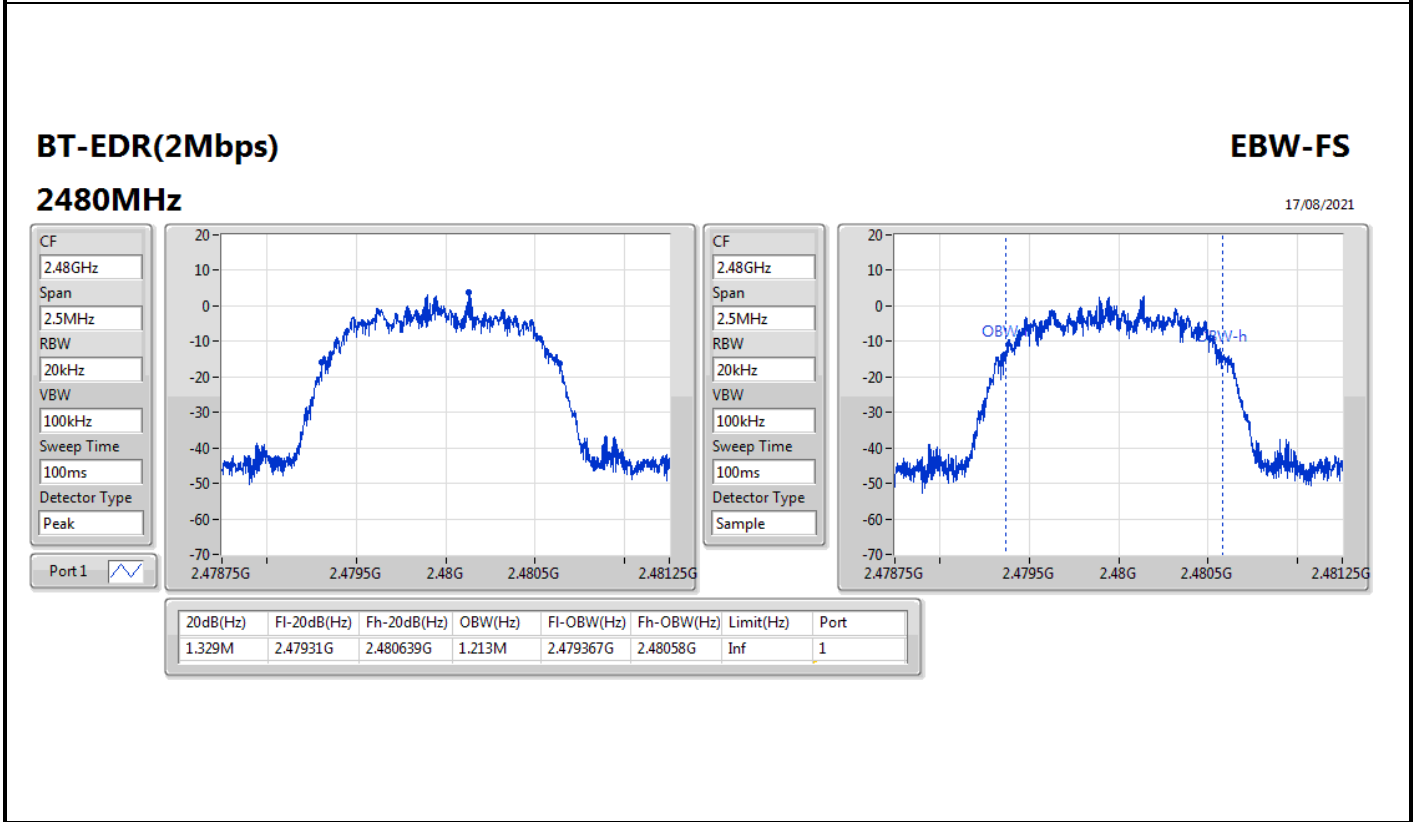 BT-EDR(2Mbps)
EBW-FS
2480MHz
17/08/2021
CF
2.48GHz
Span
2.5MHz
RBW
20kHz
VBW
100kHz
Sweep Time
100ms
Detector Type
Peak
Port 1
20
10
0
-10
-20
-30
-40
-50
-60
-70
2.47875G 2.4795G 2.48G 2.4805G 2.48125G
CF
2.48GHz
Span
2.5MHz
RBW
20kHz
VBW
100kHz
Sweep Time
100ms
Detector Type
Sample
20
10
0
-10
-20
-30
-40
-50
-60
-70
OBW
OBW-h
2.47875G 2.4795G 2.48G 2.4805G 2.48125G
20dB(Hz) Fl-20dB(Hz) Fh-20dB(Hz) OBW(Hz) Fl-OBW(Hz) Fh-OBW(Hz) Limit(Hz) Port
1.329M 2.47931G 2.480639G 1.213M 2.479367G 2.48058G Inf 1